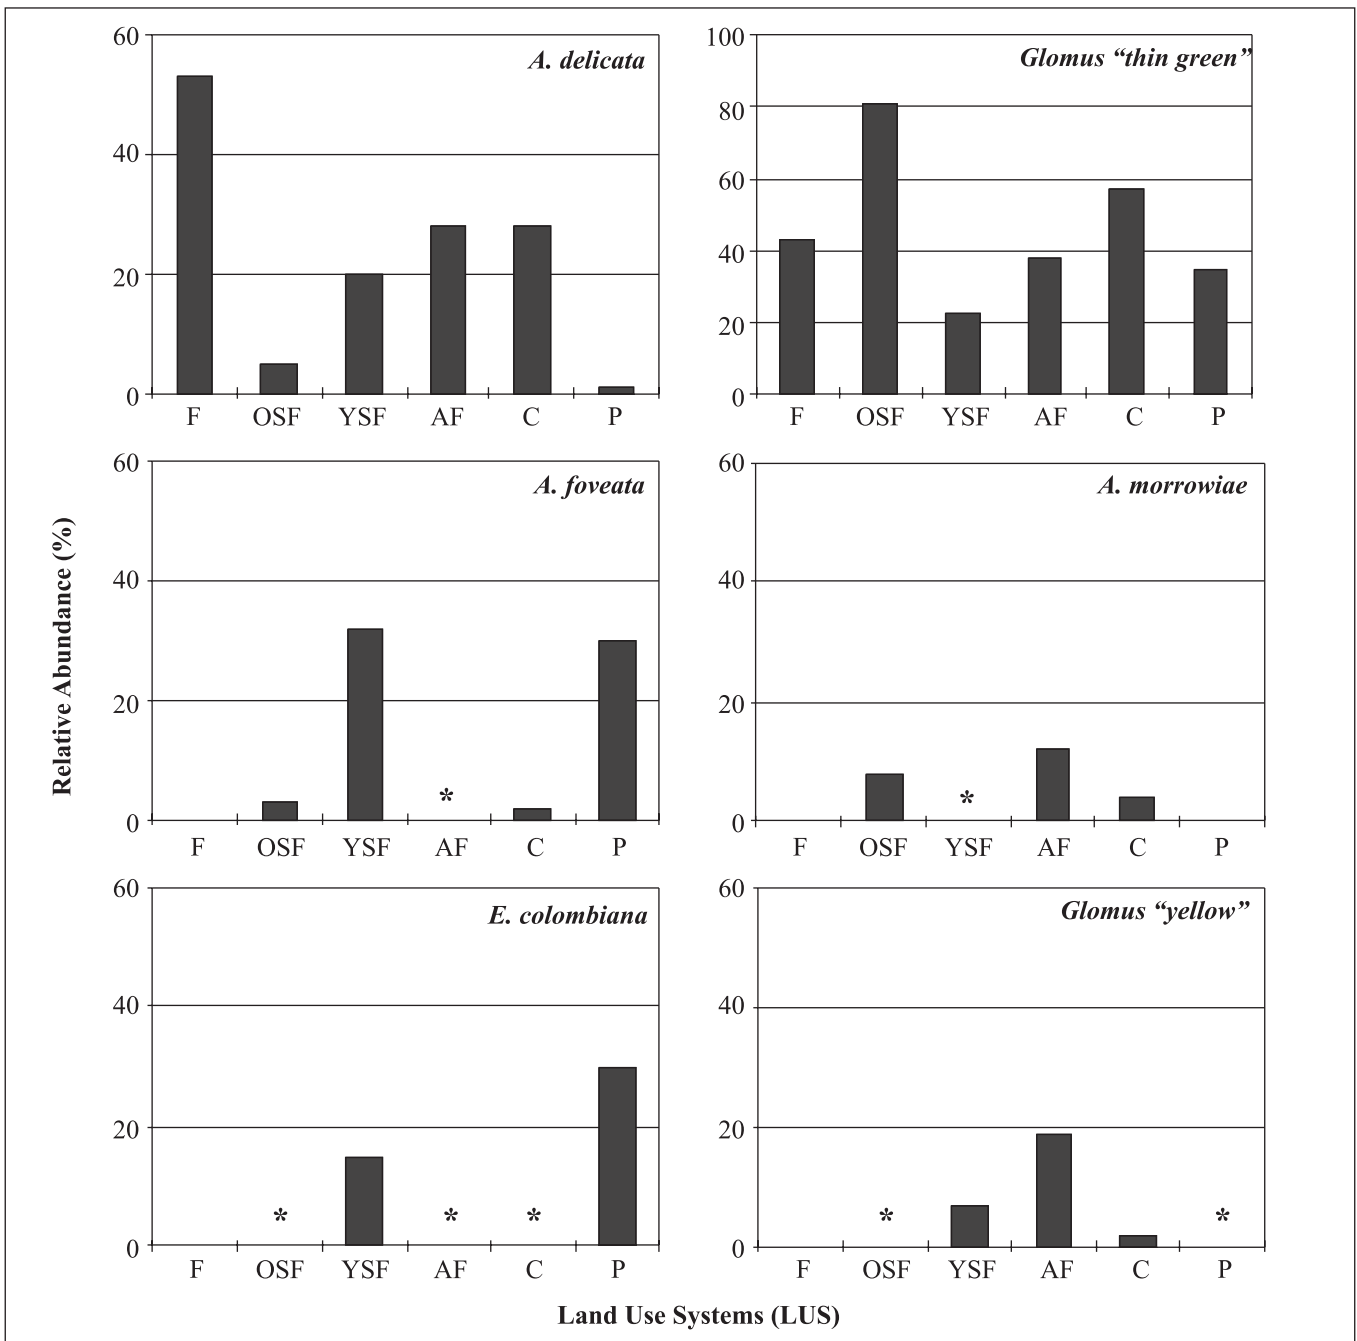 A. delicata
60
40
20
0
F OSF YSF AF C P
Glomus “thin green”
100
80
60
40
20
0
F OSF YSF AF C P
Relative Abundance (%)
A. foveata
60
40
20
0
*
F OSF YSF AF C P
A. morrowiae
60
40
20
0
*
F OSF YSF AF C P
E. colombiana
60
40
20
0
* * *
F OSF YSF AF C P
Glomus “yellow”
60
40
20
0
* *
F OSF YSF AF C P
Land Use Systems (LUS)